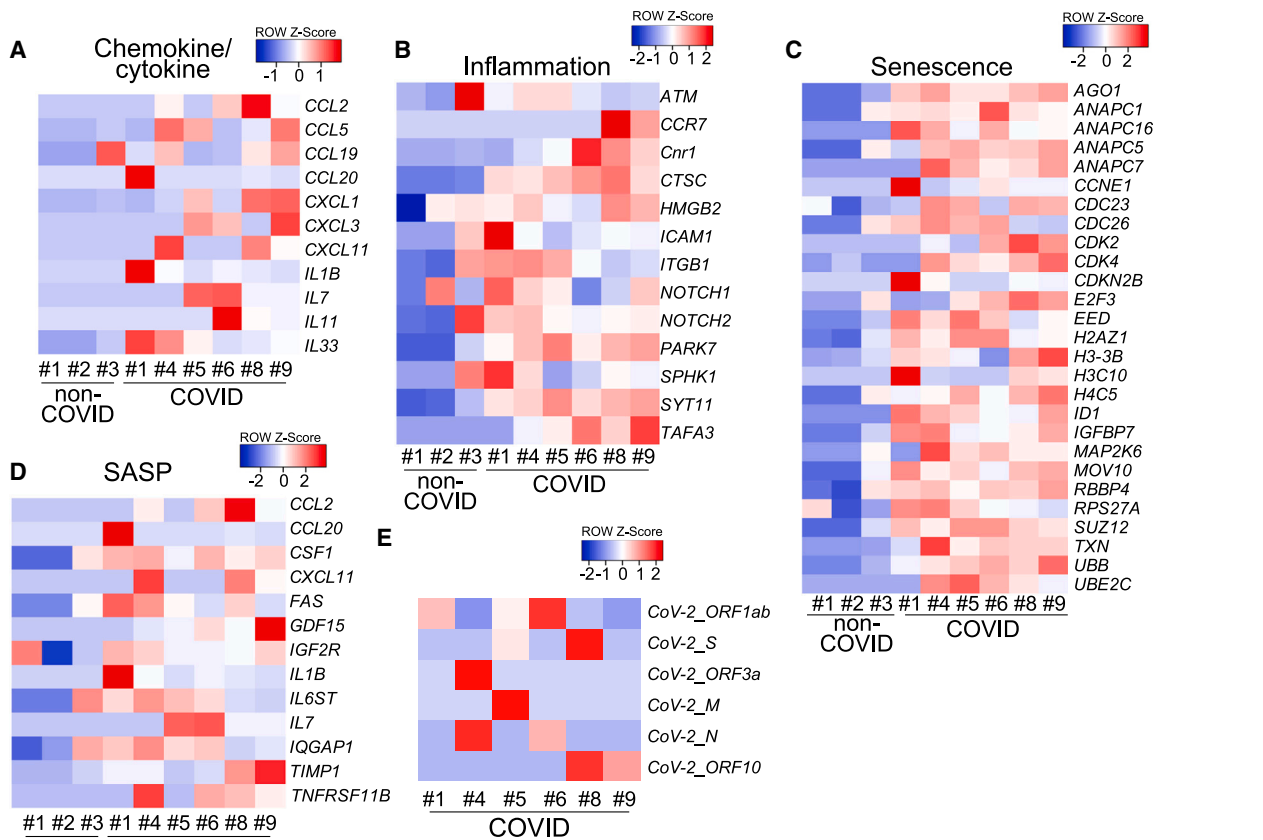 A
Chemokine/
cytokine
ROW Z-Score
-1 0 1
CCL2
CCL5
CCL19
CCL20
CXCL1
CXCL3
CXCL11
IL1B
IL7
IL11
IL33
#1 #2 #3 #1 #4 #5 #6 #8 #9
non-
COVID
COVID
B
Inflammation
ROW Z-Score
-2 -1 0 1 2
ATM
CCR7
Cnr1
CTSC
HMGB2
ICAM1
ITGB1
NOTCH1
NOTCH2
PARK7
SPHK1
SYT11
TAFA3
#1 #2 #3 #1 #4 #5 #6 #8 #9
non-
COVID
COVID
C
Senescence
ROW Z-Score
-2 0 2
AGO1
ANAPC1
ANAPC16
ANAPC5
ANAPC7
CCNE1
CDC23
CDC26
CDK2
CDK4
CDKN2B
E2F3
EED
H2AZ1
H3-3B
H3C10
H4C5
ID1
IGFBP7
MAP2K6
MOV10
RBBP4
RPS27A
SUZ12
TXN
UBB
UBE2C
#1 #2 #3 #1 #4 #5 #6 #8 #9
non-
COVID
COVID
D
SASP
ROW Z-Score
-2 0 2
CCL2
CCL20
CSF1
CXCL11
FAS
GDF15
IGF2R
IL1B
IL6ST
IL7
IQGAP1
TIMP1
TNFRSF11B
#1 #2 #3 #1 #4 #5 #6 #8 #9
E
ROW Z-Score
-2 -1 0 1 2
CoV-2_ORF1ab
CoV-2_S
CoV-2_ORF3a
CoV-2_M
CoV-2_N
CoV-2_ORF10
#1 #4 #5 #6 #8 #9
COVID